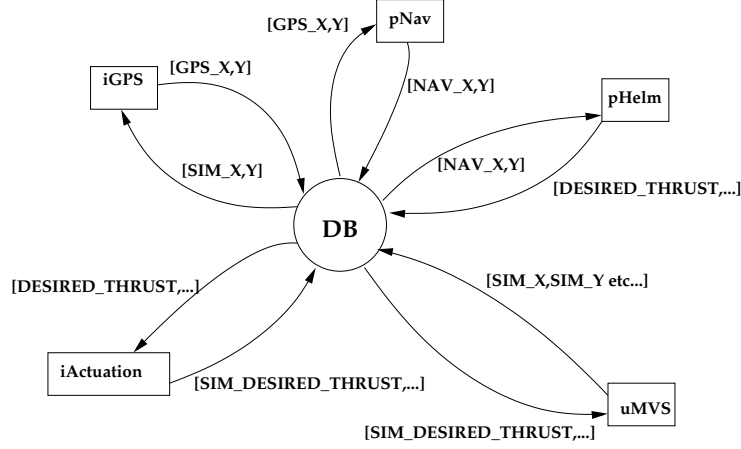 [GPS_X,Y]
pNav
iGPS
[GPS_X,Y]
[NAV_X,Y]
pHelm
[SIM_X,Y]
[NAV_X,Y]
[DESIRED_THRUST,...]
DB
[DESIRED_THRUST,...]
[SIM_X,SIM_Y etc...]
iActuation
[SIM_DESIRED_THRUST,...]
uMVS
[SIM_DESIRED_THRUST,...]